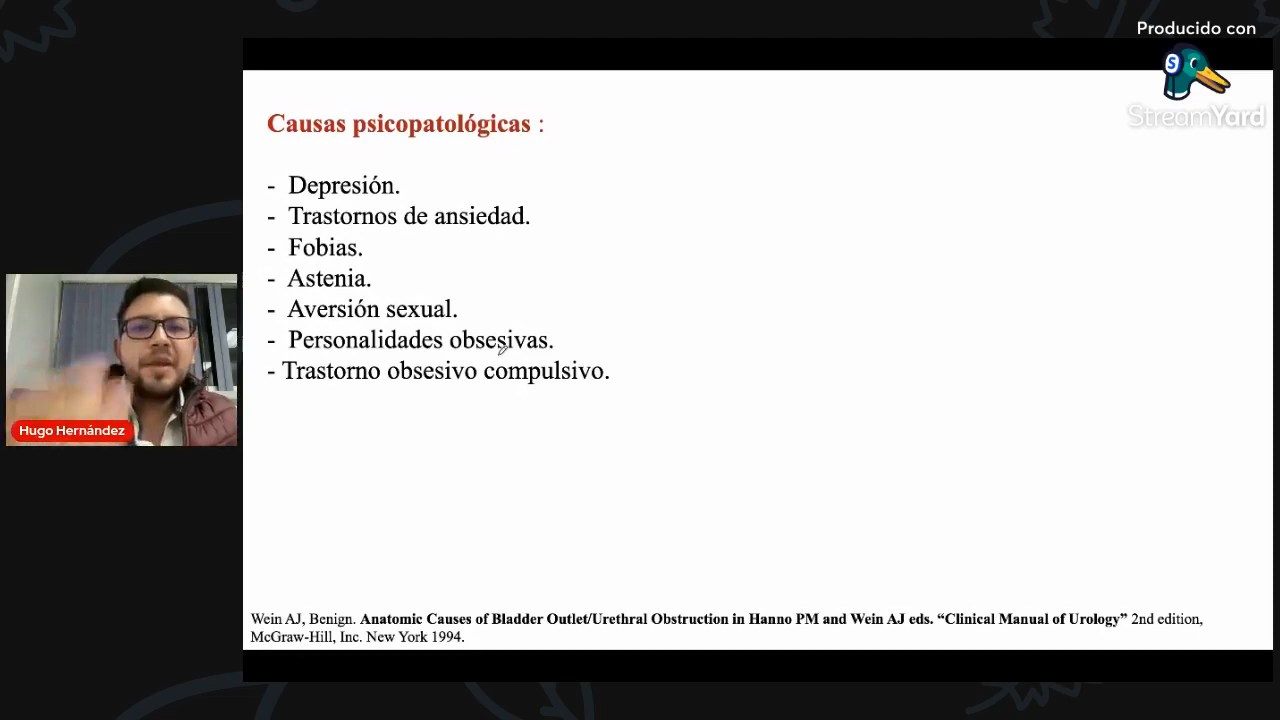 Producido con
StreamYard
Causas psicopatológicas :
- Depresión.
- Trastornos de ansiedad.
- Fobias.
- Astenia.
- Aversión sexual.
- Personalidades obsesivas.
- Trastorno obsesivo compulsivo.
Hugo Hernández
Wein AJ, Benign. Anatomic Causes of Bladder Outlet/Urethral Obstruction in Hanno PM and Wein AJ eds. “Clinical Manual of Urology” 2nd edition,
McGraw-Hill, Inc. New York 1994.